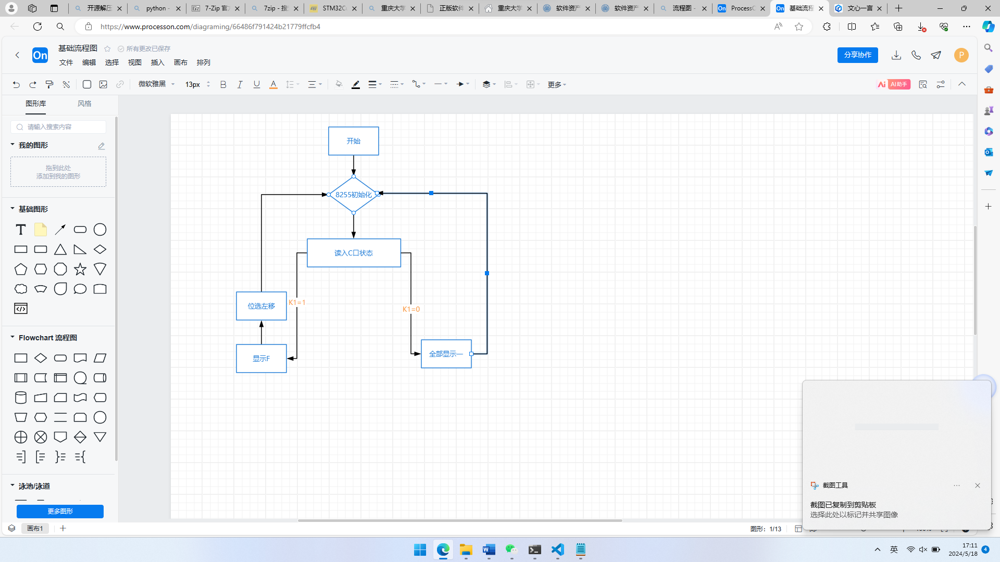 开源解压
python -
7-Zip 官方
7zip - 搜
STM32Cu
重庆大学
正版软件
重庆大学
软件资产
软件资产
流程图 -
ProcessO
基础流程
文心一言
https://www.processon.com/diagraming/66486f791424b21779ffcfb4
On
基础流程图
所有更改已保存
文件 编辑 选择 视图 插入 画布 排列
分享协作
P
微软雅黑
13px
B I U A
更多
Ai AI助手
图形库
风格
请输入搜索内容
我的图形
拖到此处
添加到我的图形
基础图形
T
Flowchart 流程图
泳池/泳道
更多图形
开始
8255初始化
读入C口状态
位选左移
K1=1
K1=0
显示F
全部显示一
截图工具
截图已复制到剪贴板
选择此处以标记并共享图像
画布1
图形：1/13
英
17:11
2024/5/18
4